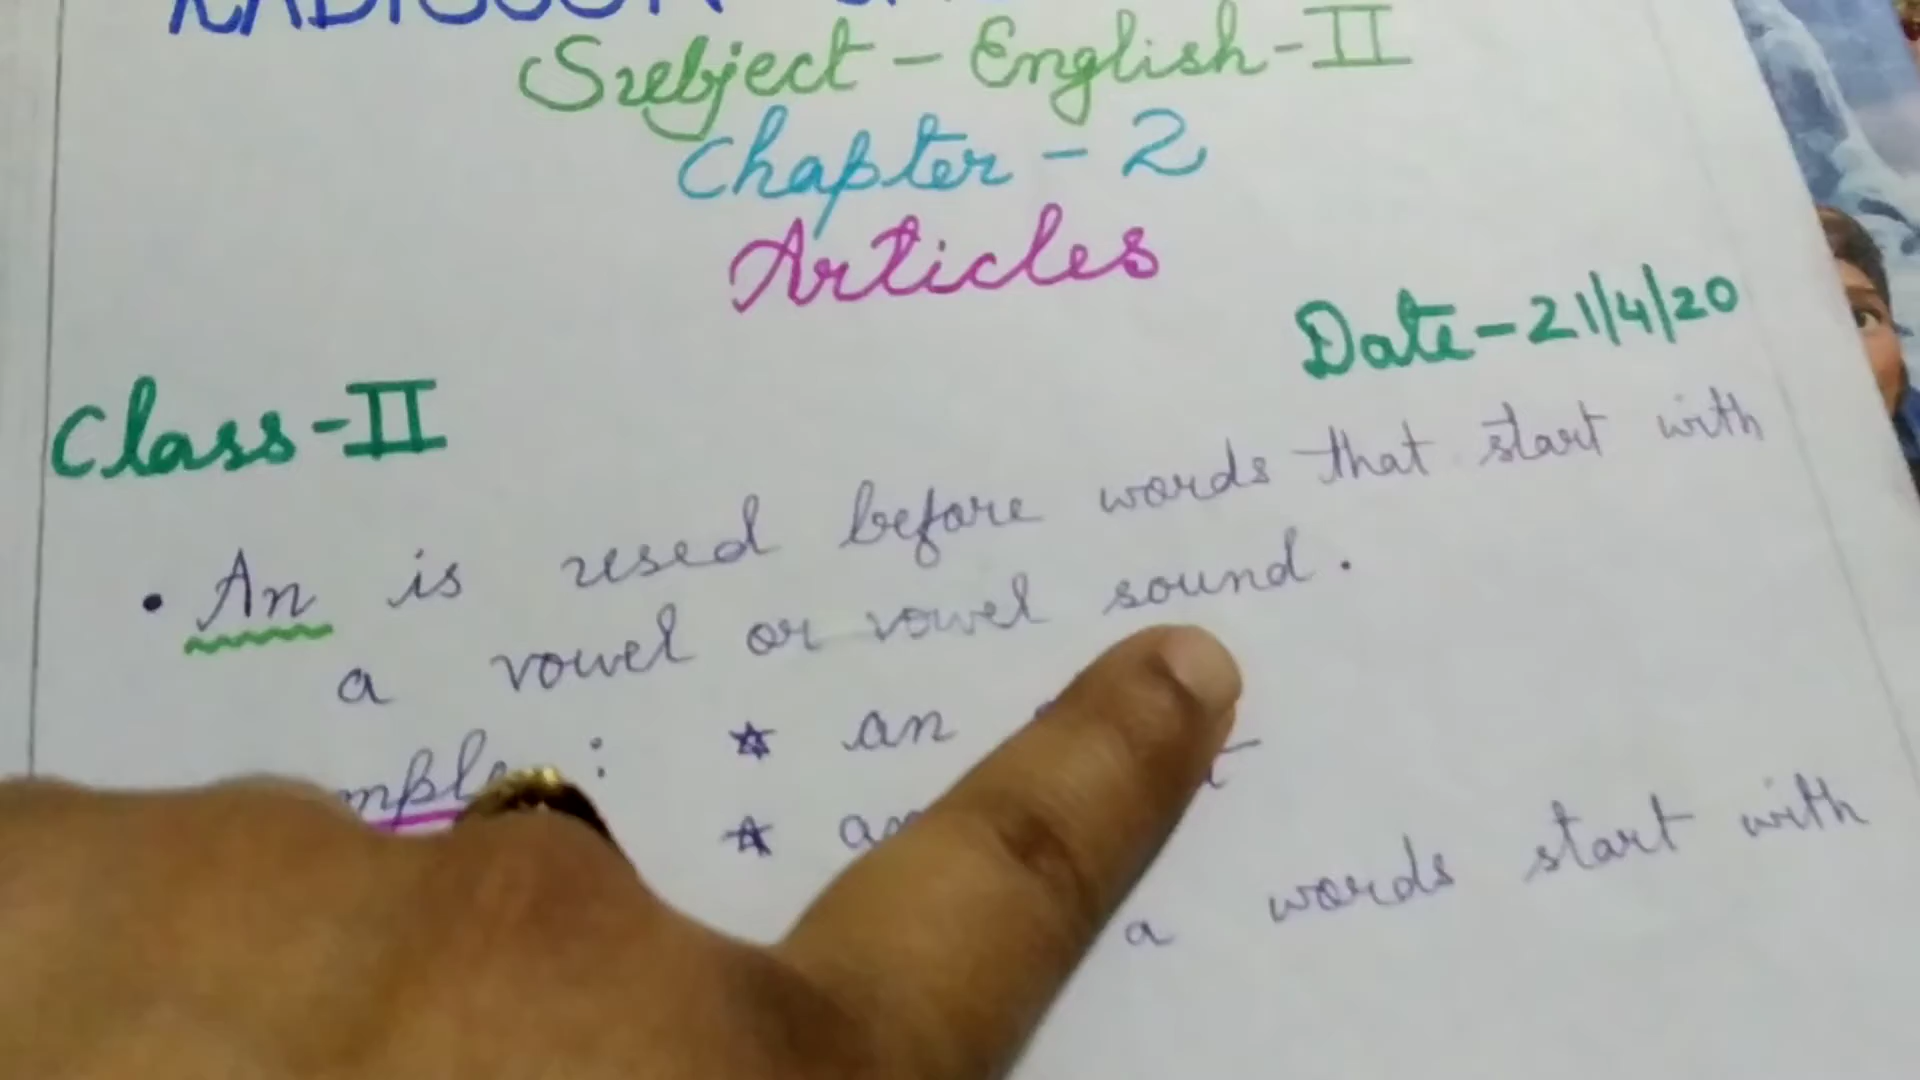 Subject - English-II
Chapter - 2
Articles
Date-21/4/20
Class-II
• An is used before words that start with
a vowel or vowel sound.
: ☆ an
☆ an
a words start with